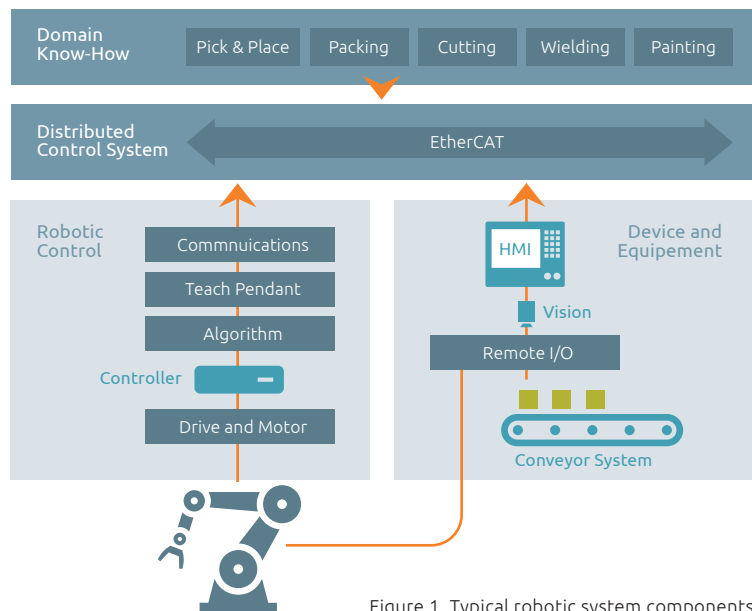 Domain
Know-How
Pick & Place
Packing
Cutting
Wielding
Painting
Distributed
Control System
EtherCAT
Robotic
Control
Commnuications
Teach Pendant
Algorithm
Controller
Drive and Motor
Device and
Equipement
HMI
Vision
Remote I/O
Conveyor System
Figure 1. Typical robotic system components